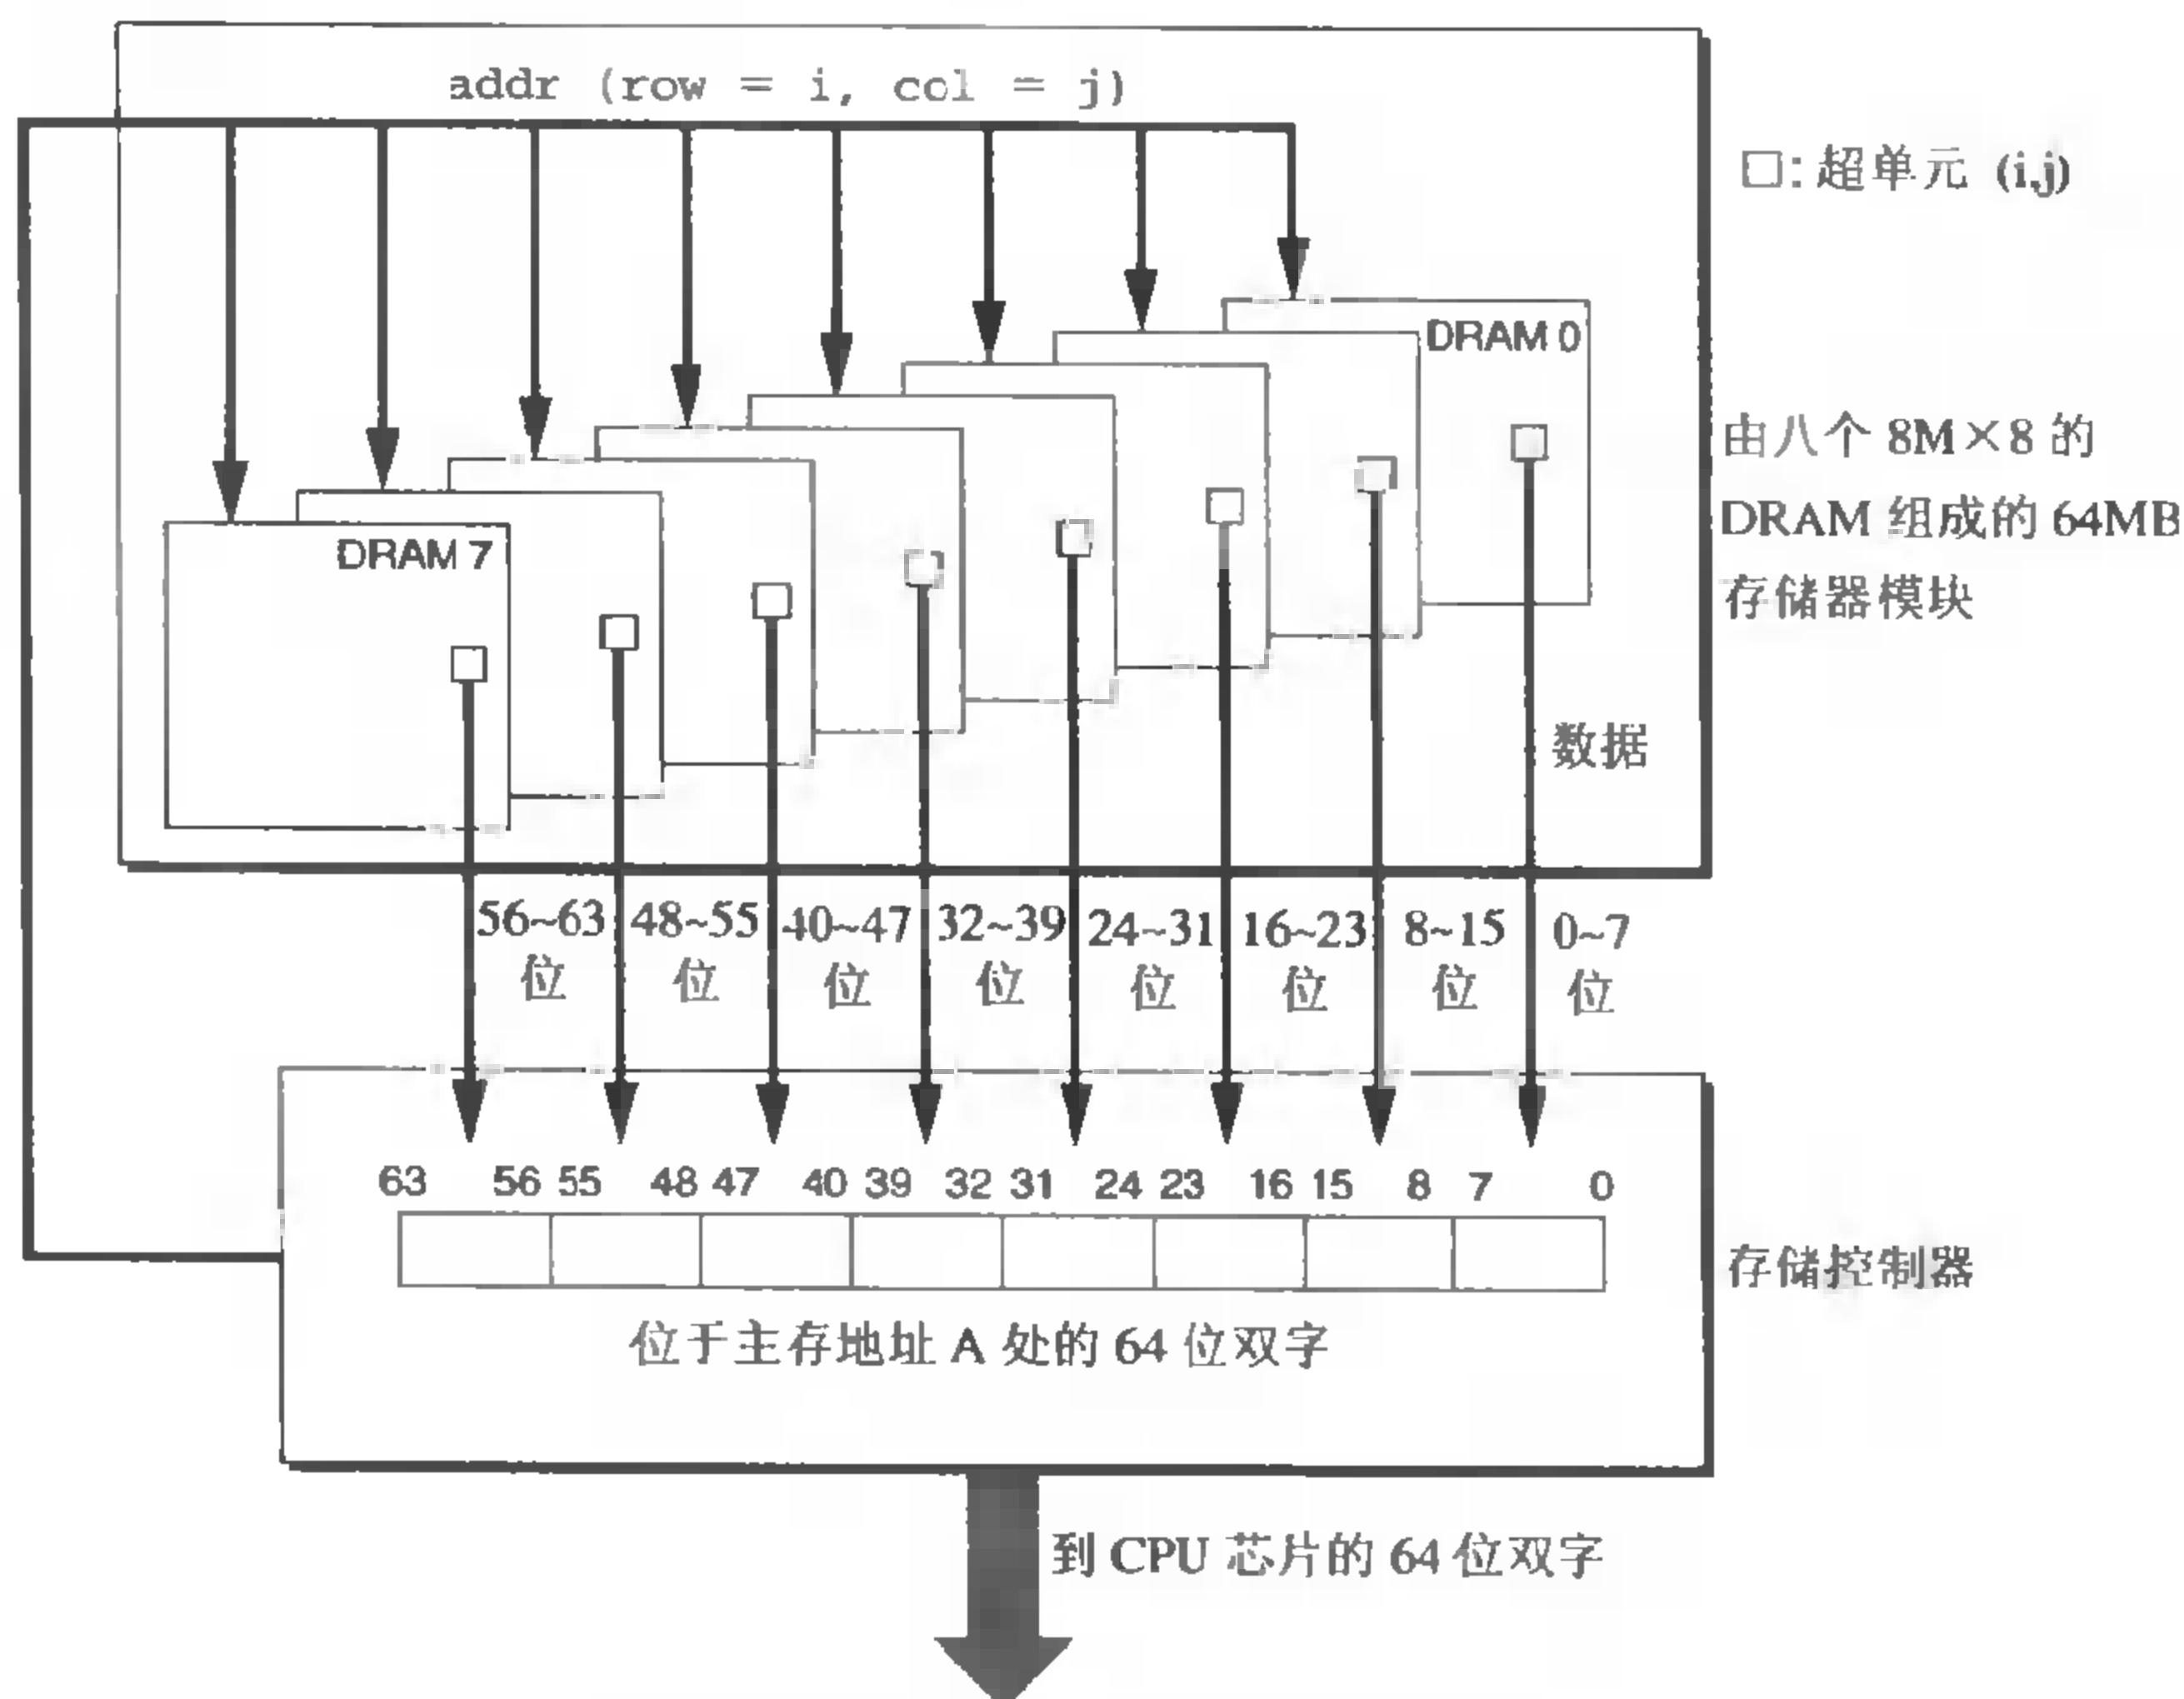 addr (row = i, col = j)
□: 超单元 (i,j)
DRAM 0
由八个 8M×8 的
DRAM 组成的 64MB
存储器模块
DRAM 7
数据
56~63 48~55 40~47 32~39 24~31 16~23 8~15 0~7
位 位 位 位 位 位 位 位
63 56 55 48 47 40 39 32 31 24 23 16 15 8 7 0
存储控制器
位于主存地址 A 处的 64 位双字
到 CPU 芯片的 64 位双字